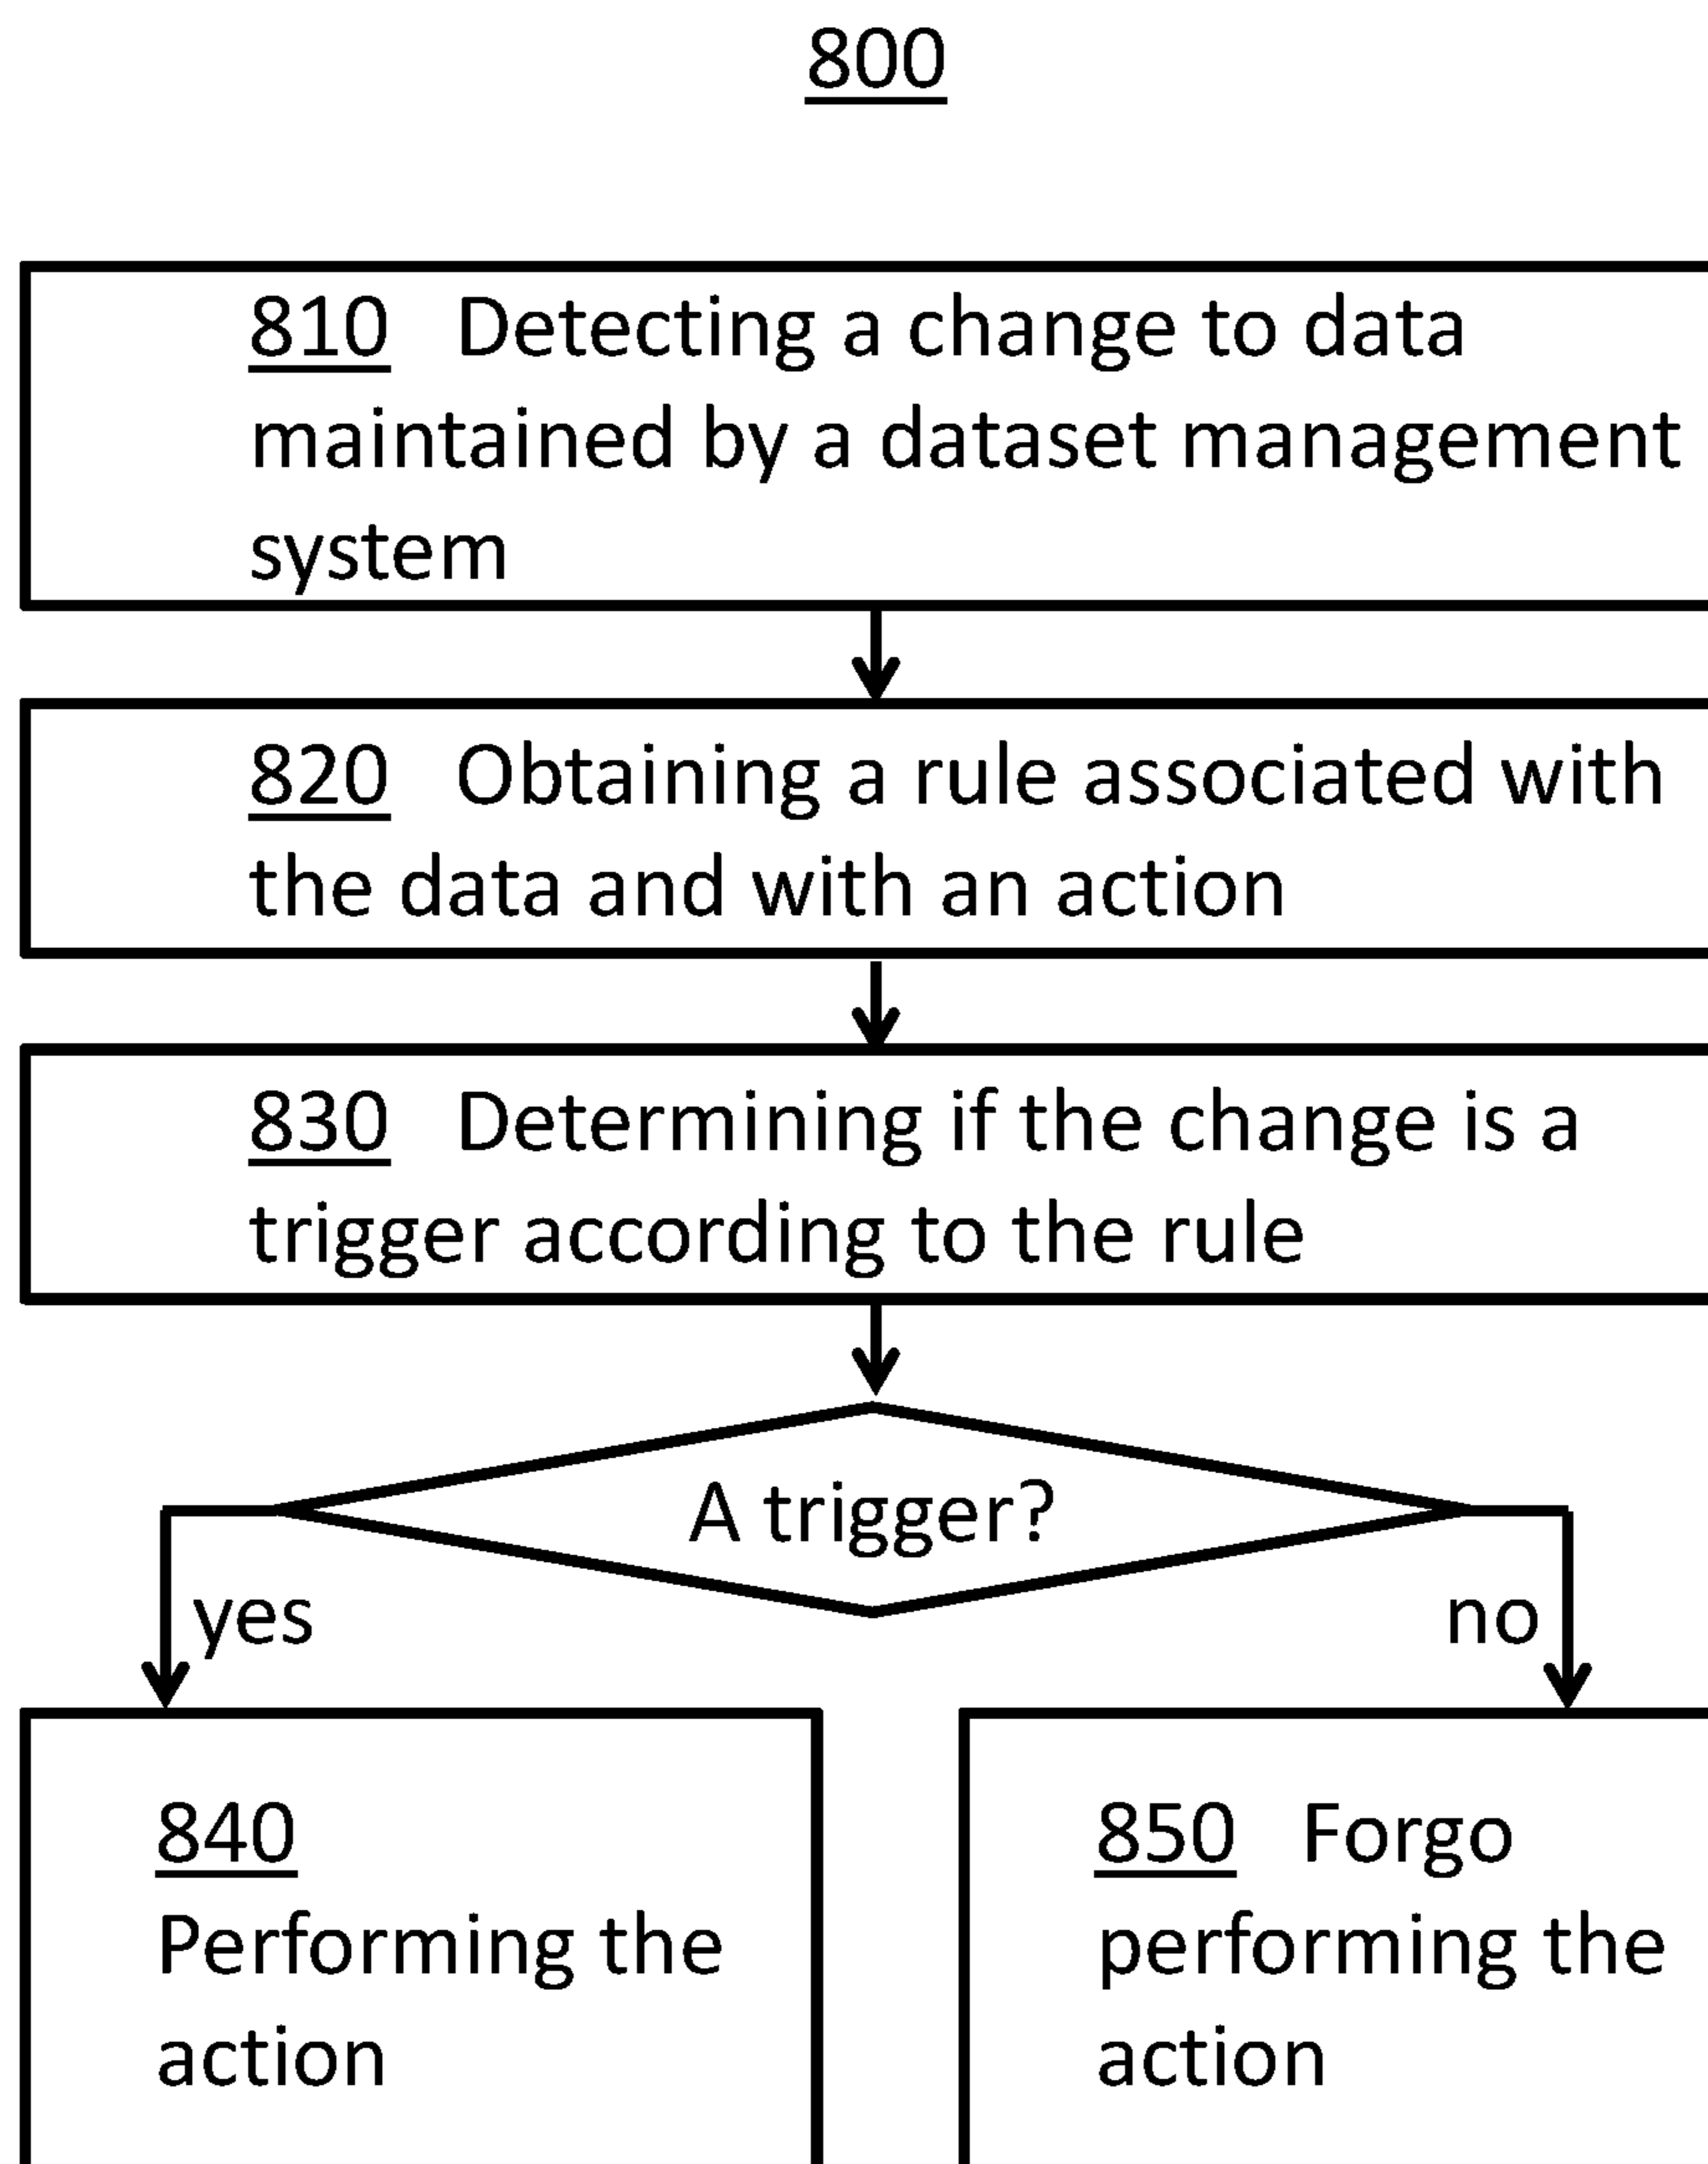 800
810 Detecting a change to data
maintained by a dataset management
system
820 Obtaining a rule associated with
the data and with an action
830 Determining if the change is a
trigger according to the rule
A trigger?
yes
no
840
Performing the
action
850 Forgo
performing the
action